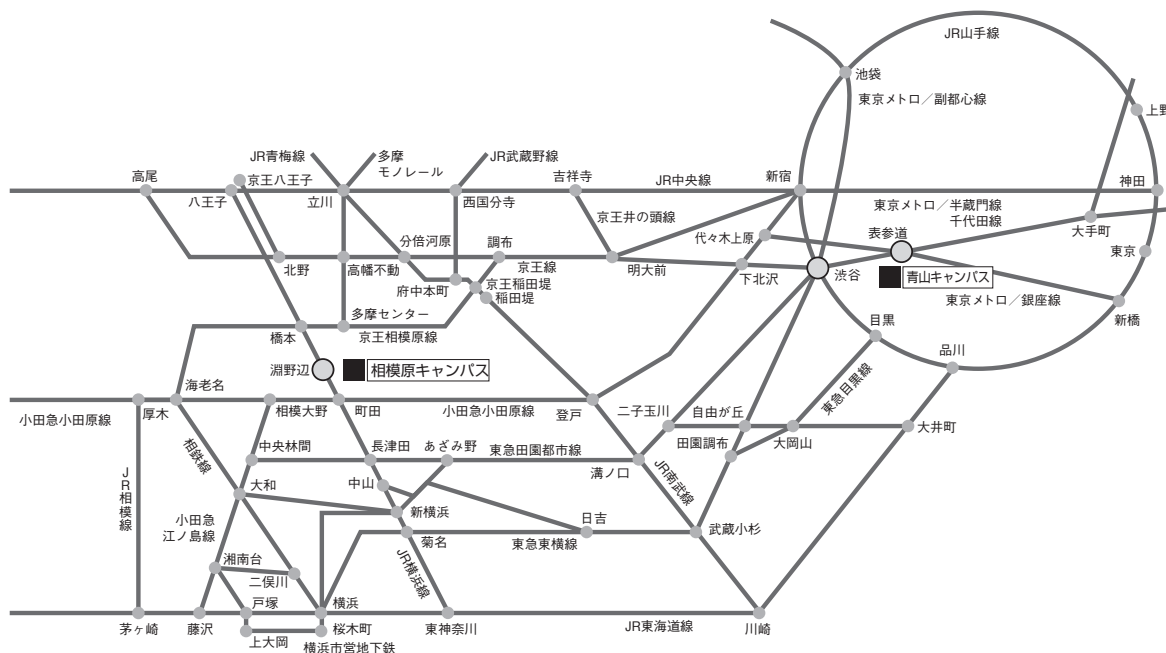 JR山手線
池袋
東京メトロ／副都心線
上野
JR青梅線
多摩
モノレール
JR武蔵野線
高尾
京王八王子
八王子
立川
西国分寺
吉祥寺
JR中央線
新宿
神田
京王井の頭線
東京メトロ／半蔵門線
千代田線
大手町
分倍河原
調布
代々木上原
表参道
北野
高幡不動
京王線
明大前
下北沢
渋谷
青山キャンパス
東京
府中本町
京王稲田堤
稲田堤
東京メトロ／銀座線
新橋
多摩センター
京王相模原線
橋本
目黒
品川
淵野辺
相模原キャンパス
東急目黒線
海老名
小田急小田原線
厚木
相模大野
町田
小田急小田原線
登戸
二子玉川
自由が丘
田園調布
大岡山
大井町
相鉄線
中央林間
長津田
あざみ野
東急田園都市線
溝ノ口
JR南武線
JR相模線
大和
中山
新横浜
小田急
江ノ島線
菊名
日吉
東急東横線
武蔵小杉
JR横浜線
湘南台
二俣川
戸塚
横浜
茅ヶ崎
藤沢
上大岡
桜木町
横浜市営地下鉄
東神奈川
JR東海道線
川崎